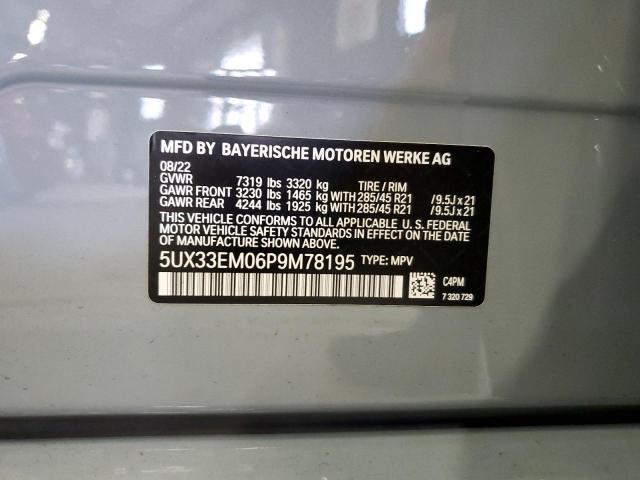 MFD BY BAYERISCHE MOTOREN WERKE AG
08/22
GVWR 7319 lbs 3320 kg TIRE / RIM
GAWR FRONT 3230 lbs 1465 kg WITH 285/45 R21 / 9.5J x 21
GAWR REAR 4244 lbs 1925 kg WITH 285/45 R21 / 9.5J x 21
THIS VEHICLE CONFORMS TO ALL APPLICABLE U. S. FEDERAL
MOTOR VEHICLE SAFETY STANDARDS IN EFFECT ON THE DATE
OF MANUFACTURE SHOWN ABOVE.
5UX33EM06P9M78195 TYPE: MPV
C4PM
7 320 729